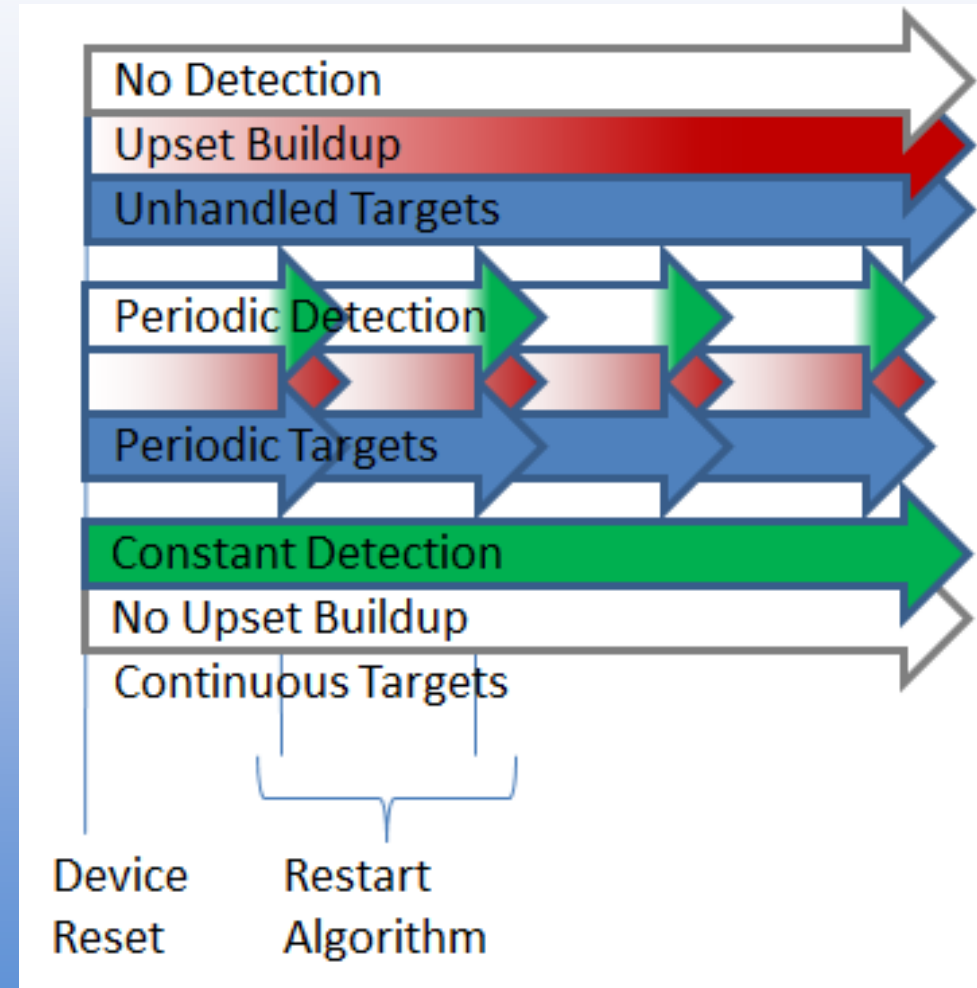 No Detection
Upset Buildup
Unhandled Targets
Periodic Detection
Periodic Targets
Constant Detection
No Upset Buildup
Continuous Targets
Device Reset
Restart Algorithm